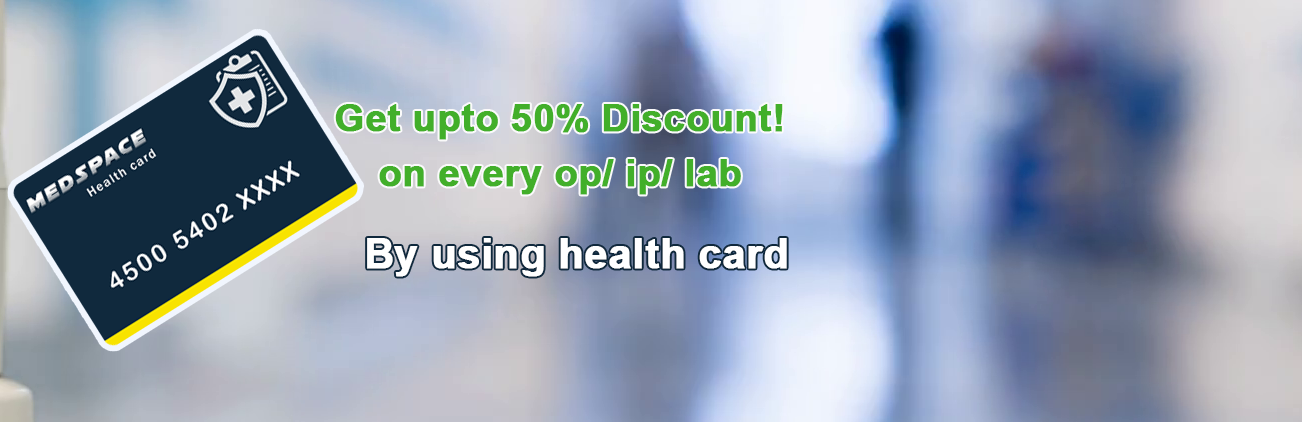 MEDSPACE
Health card
4500 5402 XXXX
Get upto 50% Discount!
on every op/ ip/ lab
By using health card